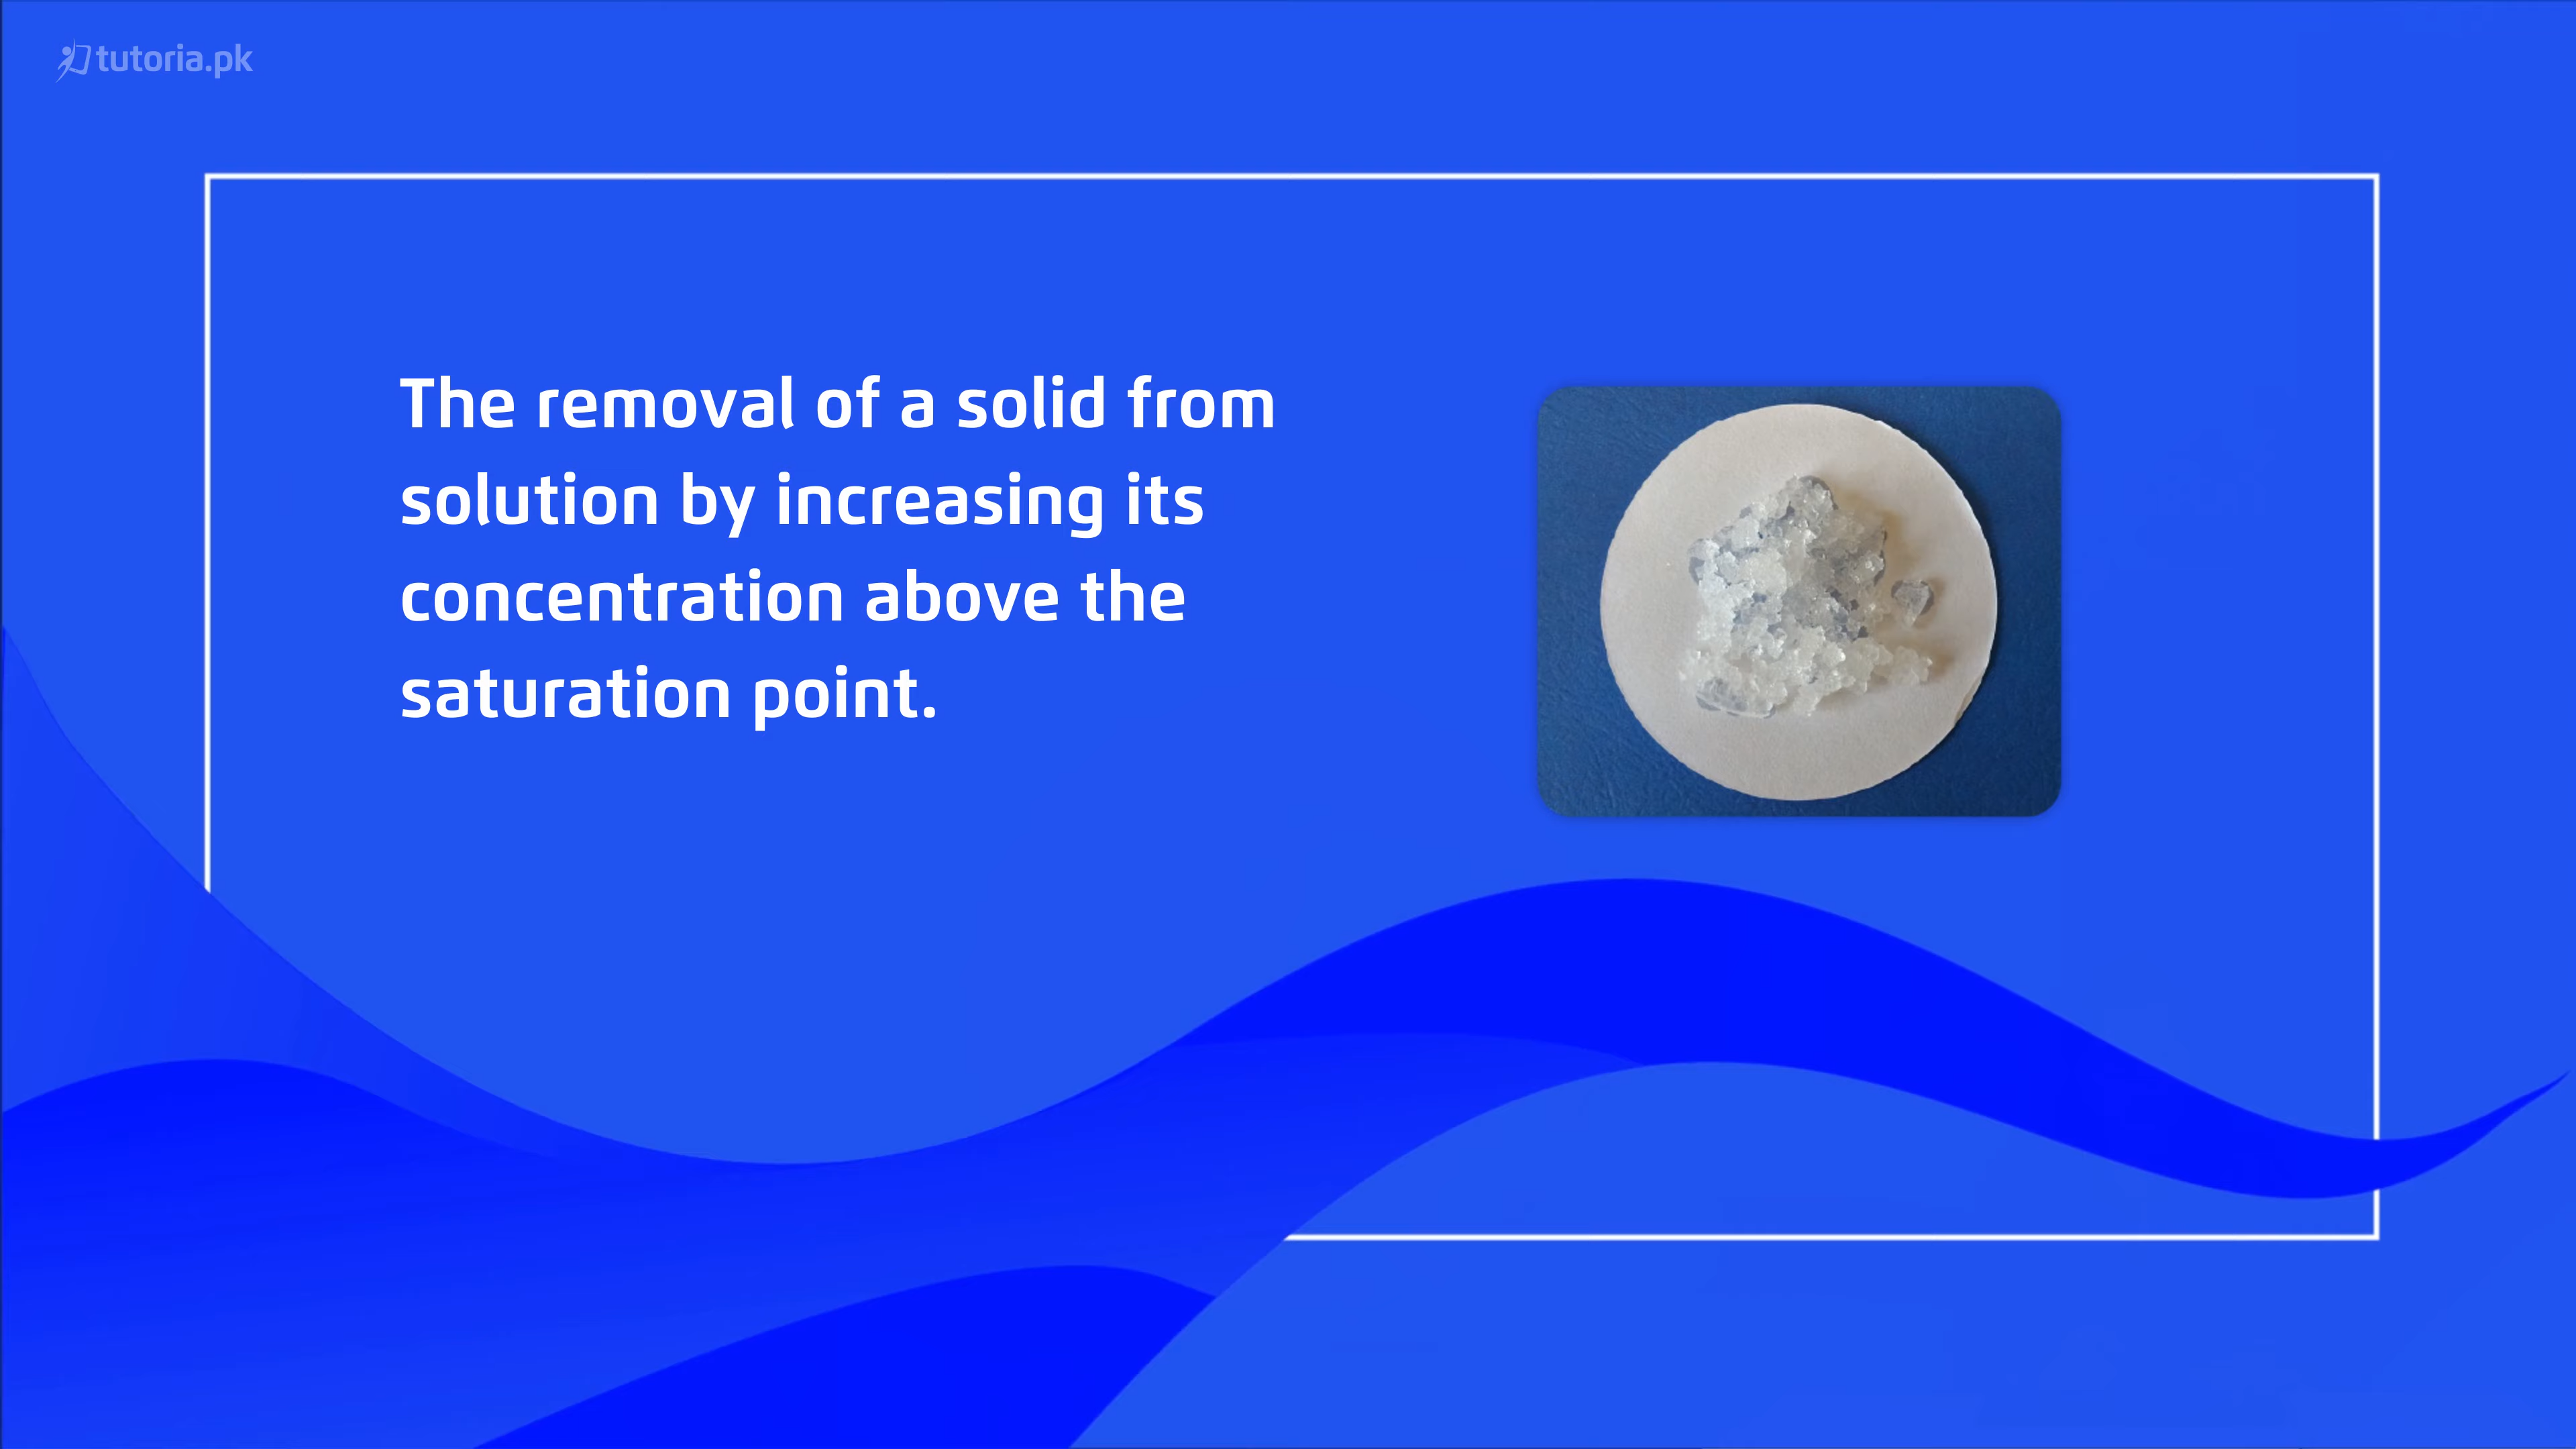 tutoria.pk
The removal of a solid from
solution by increasing its
concentration above the
saturation point.